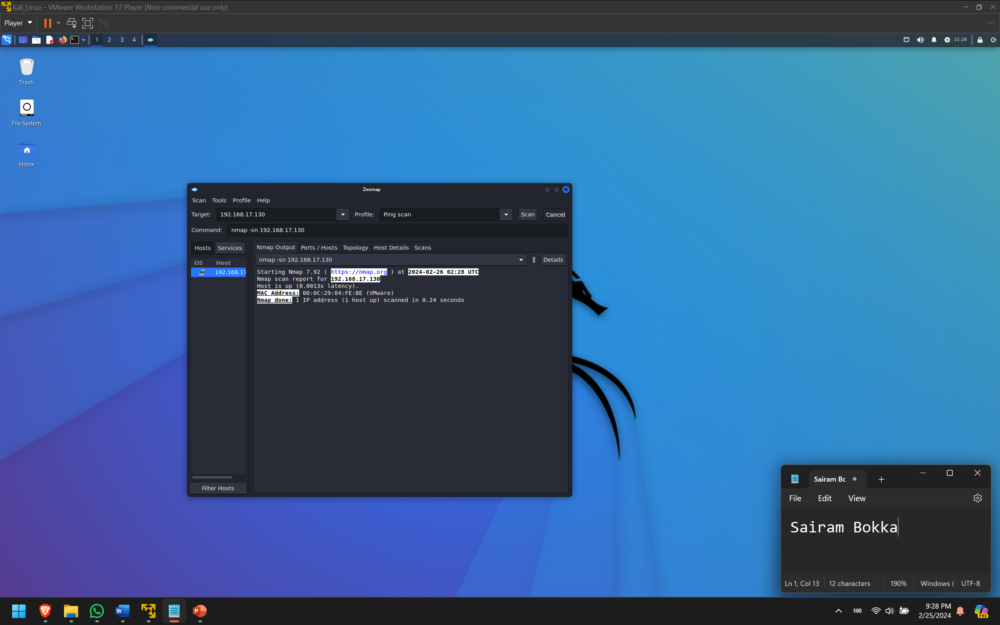 Kali_Linux - VMware Workstation 17 Player (Non-commercial use only)
Player
1 2 3 4
21:28
Trash
File System
Home
Zenmap
Scan Tools Profile Help
Target: 192.168.17.130 Profile: Ping scan Scan Cancel
Command: nmap -sn 192.168.17.130
Hosts Services
Nmap Output Ports / Hosts Topology Host Details Scans
OS Host
192.168.17
nmap -sn 192.168.17.130 Details
Starting Nmap 7.92 ( https://nmap.org ) at 2024-02-26 02:28 UTC
Nmap scan report for 192.168.17.130
Host is up (0.0013s latency).
MAC Address: 00:0C:29:84:FE:BE (VMware)
Nmap done: 1 IP address (1 host up) scanned in 0.24 seconds
Filter Hosts
Sairam Bo
File Edit View
Sairam Bokka
Ln 1, Col 13 12 characters 190% Windows ( UTF-8
W
P
100
9:28 PM
2/25/2024
PRE